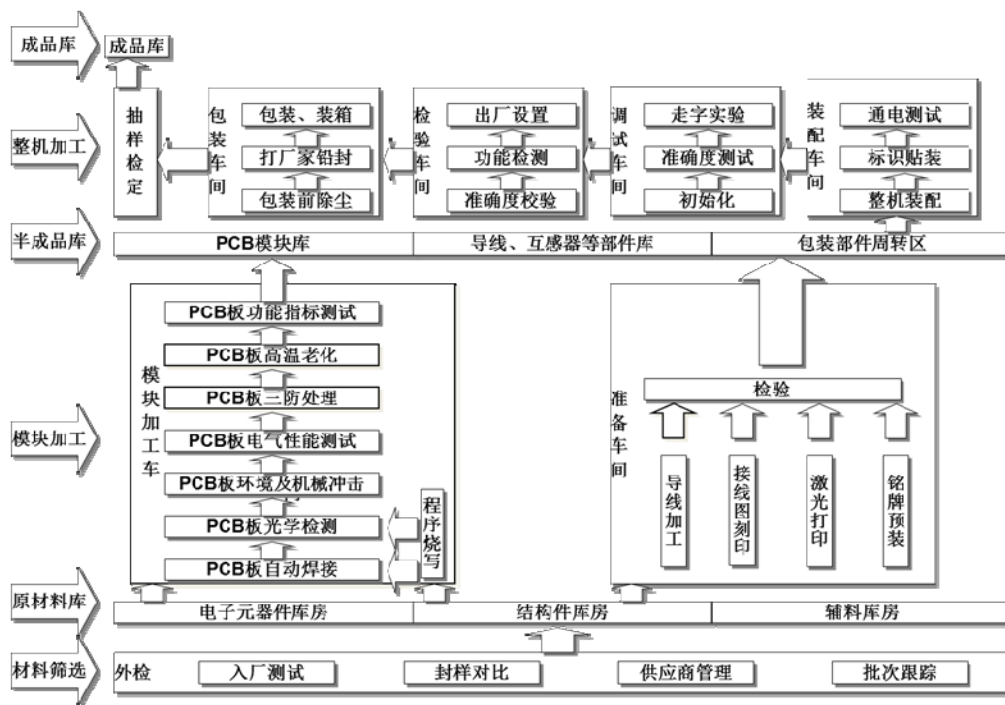 成品库
成品库
整机加工
抽样检定
包装车间
包装、装箱
打厂家铅封
包装前除尘
检验车间
出厂设置
功能检测
准确度校验
调试车间
走字实验
准确度测试
初始化
装配车间
通电测试
标识贴装
整机装配
半成品库
PCB模块库
导线、互感器等部件库
包装部件周转区
模块加工
模块加工车
PCB板功能指标测试
PCB板高温老化
PCB板三防处理
PCB板电气性能测试
PCB板环境及机械冲击
PCB板光学检测
PCB板自动焊接
程序烧写
准备车间
检验
导线加工
接线图刻印
激光打印
铭牌预装
原材料库
电子元器件库房
结构件库房
辅料库房
材料筛选
外检
入厂测试
封样对比
供应商管理
批次跟踪